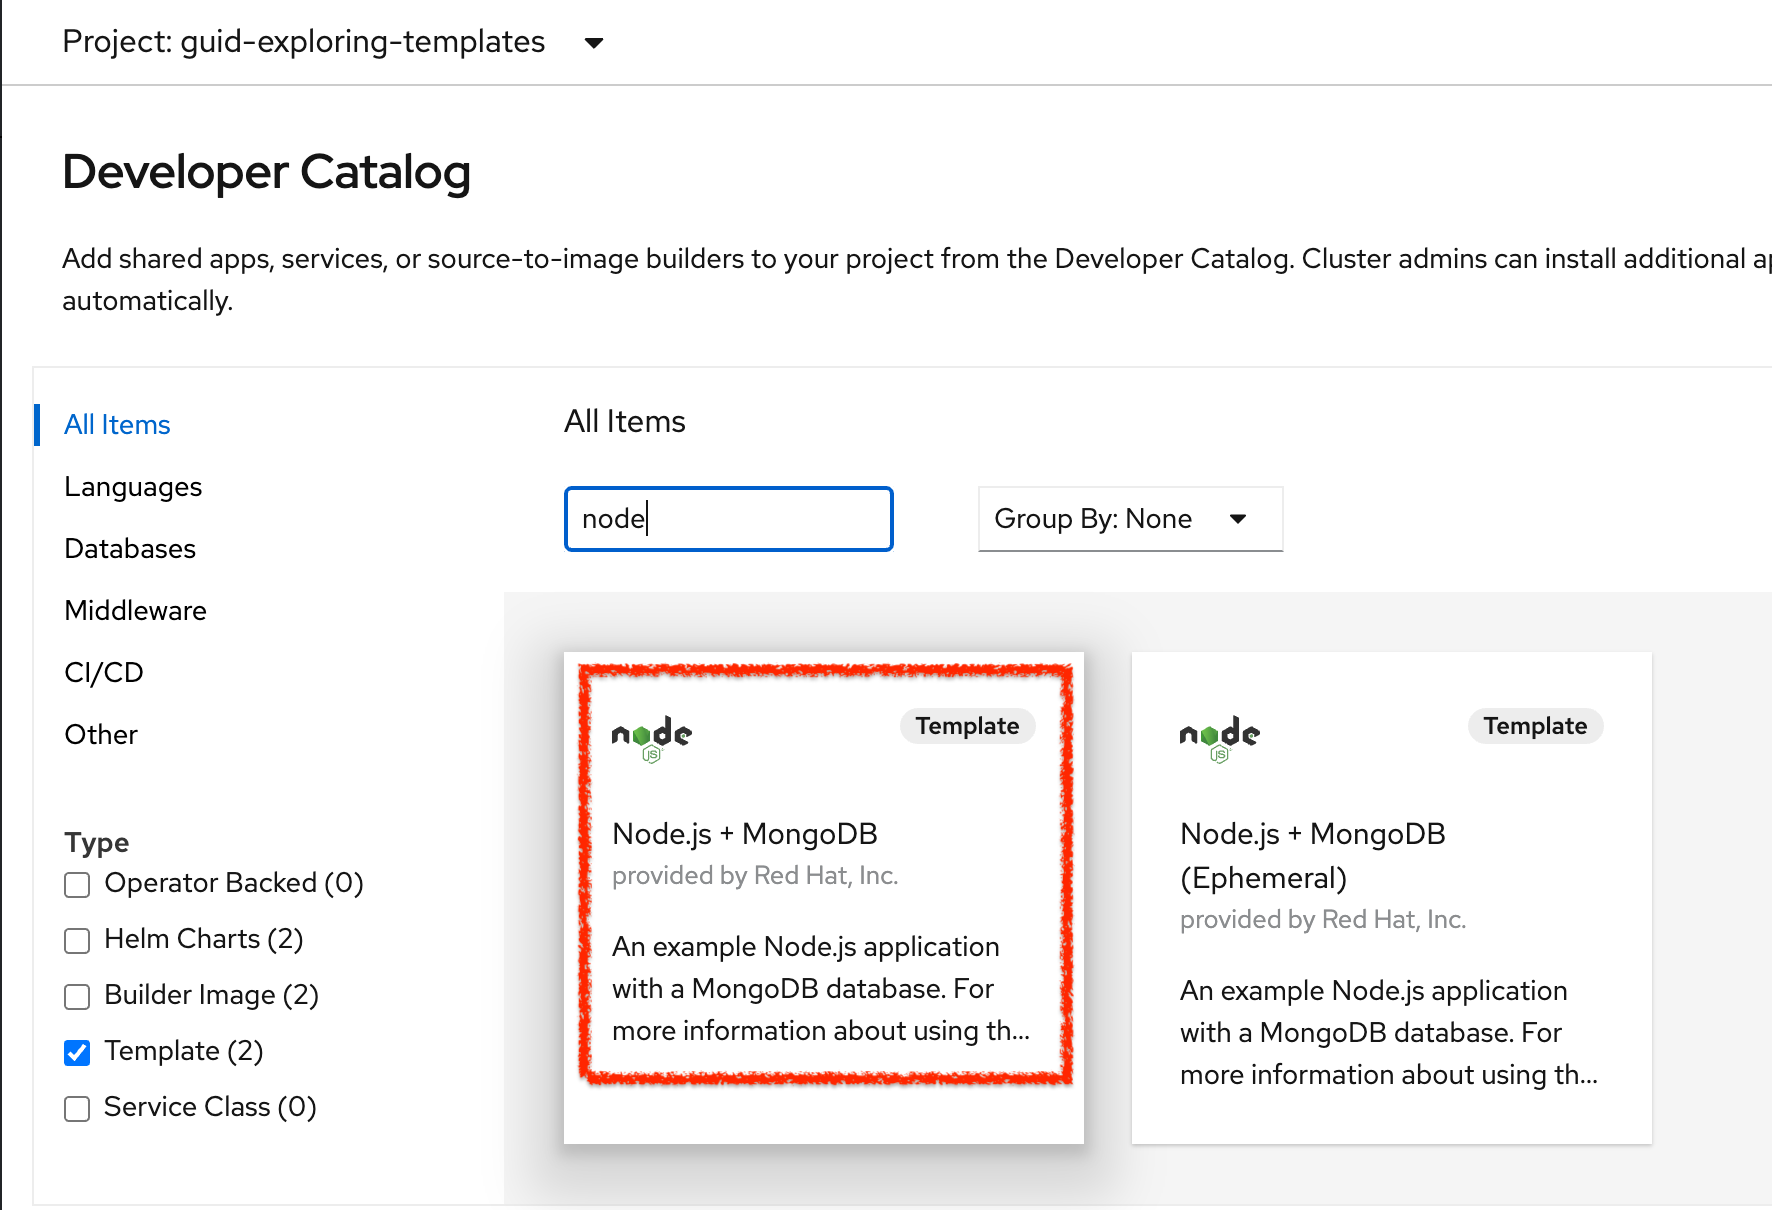 Project: guid-exploring-templates
Developer Catalog
Add shared apps, services, or source-to-image builders to your project from the Developer Catalog. Cluster admins can install additional
automatically.
All Items
Languages
Databases
Middleware
CI/CD
Other
Type
Operator Backed (0)
Helm Charts (2)
Builder Image (2)
Template (2)
Service Class (0)
All Items
node
Group By: None
node
JS
Template
Node.js + MongoDB
provided by Red Hat, Inc.
An example Node.js application
with a MongoDB database. For
more information about using th...
node
JS
Template
Node.js + MongoDB
(Ephemeral)
provided by Red Hat, Inc.
An example Node.js application
with a MongoDB database. For
more information about using th...